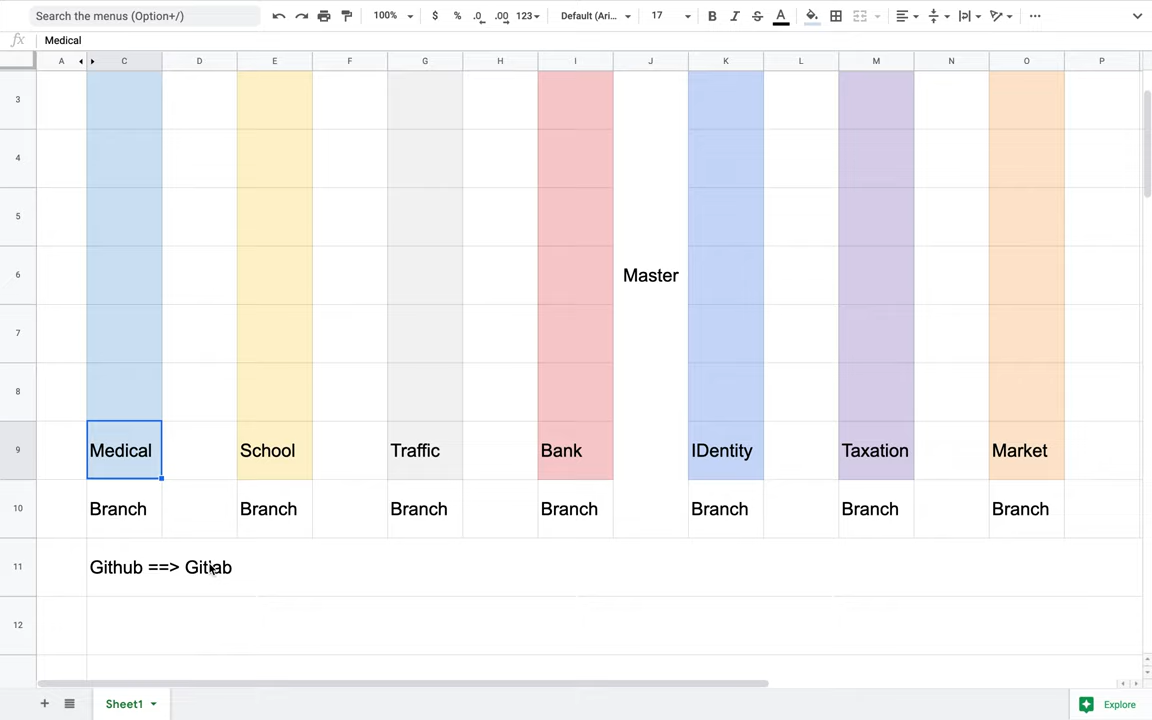 Search the menus (Option+/)
100%
$
%
.0
.00
123
Default (Ari...
17
B
I
S
A
fx
Medical
A
C
D
E
F
G
H
I
J
K
L
M
N
O
P
3
4
5
6
Master
7
8
9
Medical
School
Traffic
Bank
IDentity
Taxation
Market
10
Branch
Branch
Branch
Branch
Branch
Branch
Branch
11
Github ==> Gitlab
12
Sheet1
Explore